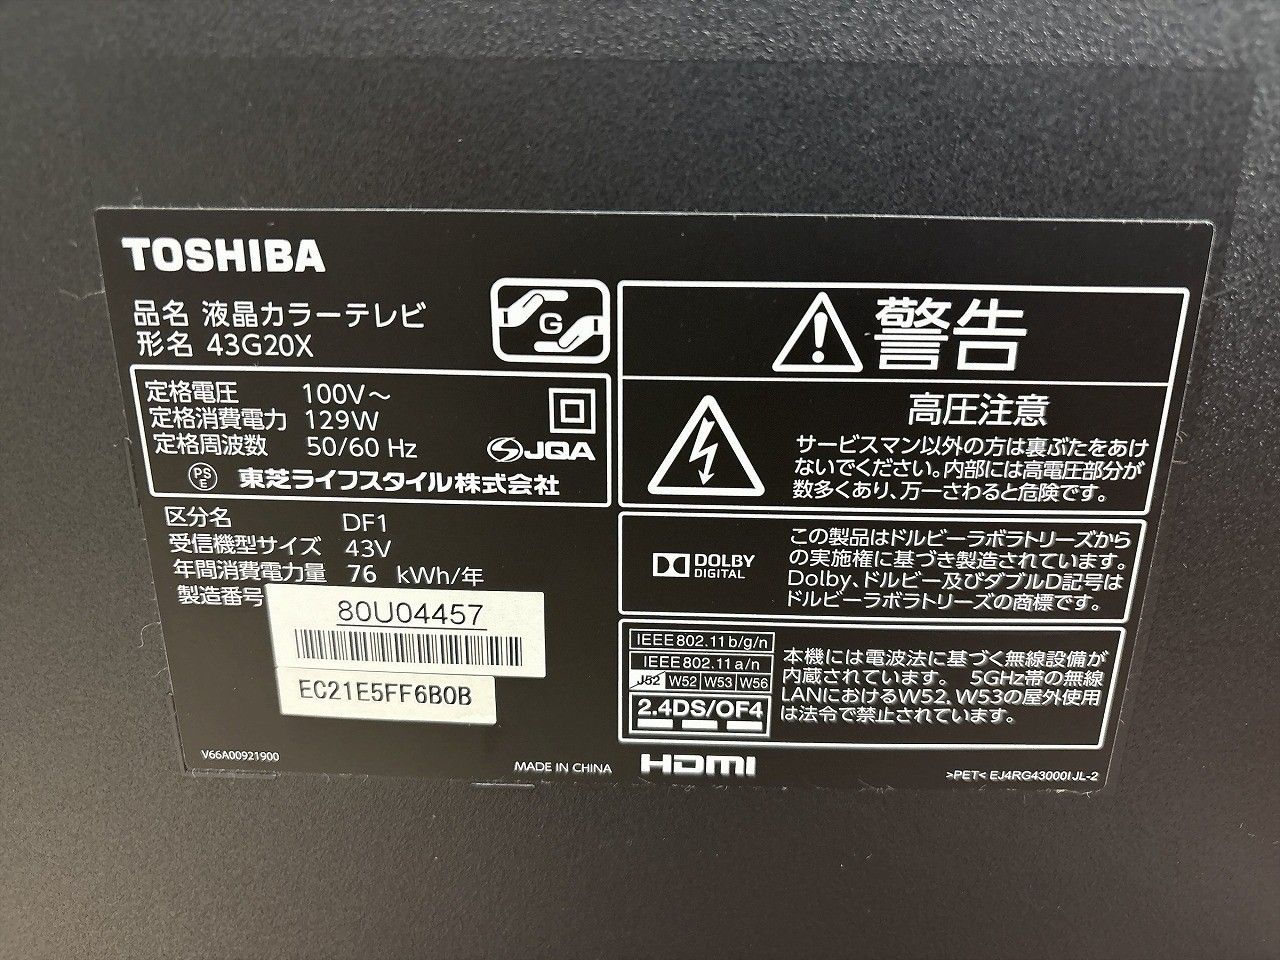 TOSHIBA
品名 液晶カラーテレビ
形名 43G20X
G
定格電圧 100V～
定格消費電力 129W
定格周波数 50/60 Hz
JQA
PS
E
東芝ライフスタイル株式会社
区分名 DF1
受信機型サイズ 43V
年間消費電力量 76 kWh/年
製造番号
80U04457
EC21E5FF6B0B
V66A00921900
MADE IN CHINA
警告
高圧注意
サービスマン以外の方は裏ぶたをあけ
ないでください。内部には高電圧部分が
数多くあり、万一さわると危険です。
DOLBY
DIGITAL
この製品はドルビーラボラトリーズから
の実施権に基づき製造されています。
Dolby、ドルビー及びダブルD記号は
ドルビーラボラトリーズの商標です。
IEEE802.11b/g/n
IEEE802.11a/n
J52 W52 W53 W56
2.4DS/OF4
本機には電波法に基づく無線設備が
内蔵されています。 5GHz帯の無線
LANにおけるW52、W53の屋外使用
は法令で禁止されています。
HDMI
>PET< EJ4RG43000IJL-2